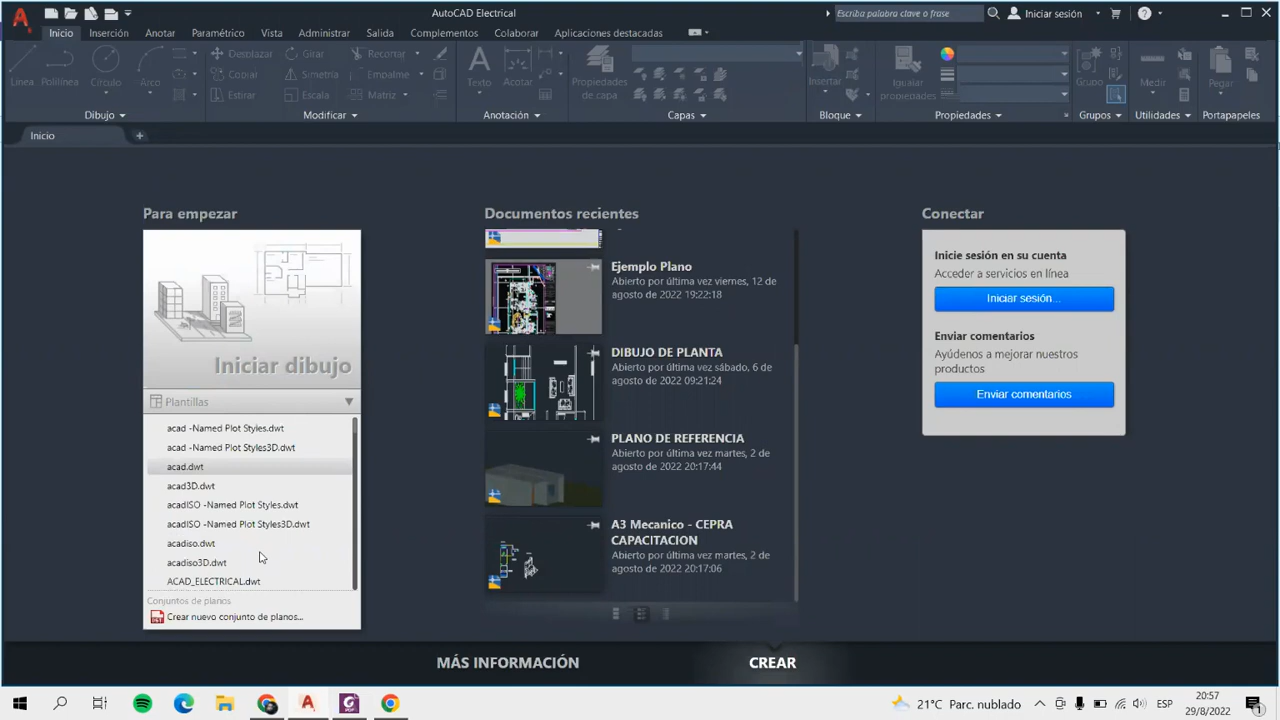 AutoCAD Electrical
Escriba palabra clave o frase
Iniciar sesión
Inicio
Inserción
Anotar
Paramétrico
Vista
Administrar
Salida
Complementos
Colaborar
Aplicaciones destacadas
Línea
Polilínea
Círculo
Arco
Desplazar
Girar
Recortar
Copiar
Simetría
Empalme
Estirar
Escala
Matriz
Texto
Acotar
Propiedades
de capa
Insertar
Igualar
propiedades
Grupo
Medir
Pegar
Dibujo
Modificar
Anotación
Capas
Bloque
Propiedades
Grupos
Utilidades
Portapapeles
Inicio
Para empezar
Iniciar dibujo
Plantillas
acad -Named Plot Styles.dwt
acad -Named Plot Styles3D.dwt
acad.dwt
acad3D.dwt
acadISO -Named Plot Styles.dwt
acadISO -Named Plot Styles3D.dwt
acadiso.dwt
acadiso3D.dwt
ACAD_ELECTRICAL.dwt
Conjuntos de planos
Crear nuevo conjunto de planos...
Documentos recientes
Ejemplo Plano
Abierto por última vez viernes, 12 de
agosto de 2022 19:22:18
DIBUJO DE PLANTA
Abierto por última vez sábado, 6 de
agosto de 2022 09:21:24
PLANO DE REFERENCIA
Abierto por última vez martes, 2 de
agosto de 2022 20:17:44
A3 Mecanico - CEPRA
CAPACITACION
Abierto por última vez martes, 2 de
agosto de 2022 20:17:06
Conectar
Inicie sesión en su cuenta
Acceder a servicios en línea
Iniciar sesión...
Enviar comentarios
Ayúdenos a mejorar nuestros
productos
Enviar comentarios
MÁS INFORMACIÓN
CREAR
21°C Parc. nublado
ESP
20:57
29/8/2022